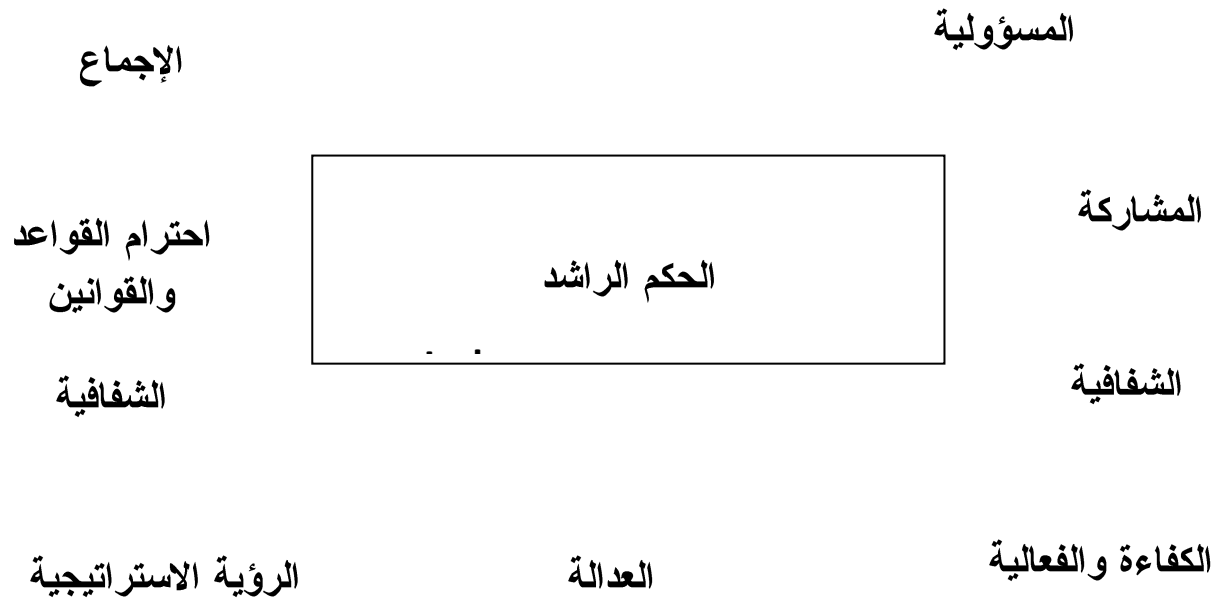 المسؤولية
الإجماع
المشاركة
احترام القواعد
والقوانين
الحكم الراشد
الشفافية
الشفافية
الكفاءة والفعالية
العدالة
الرؤية الاستراتيجية